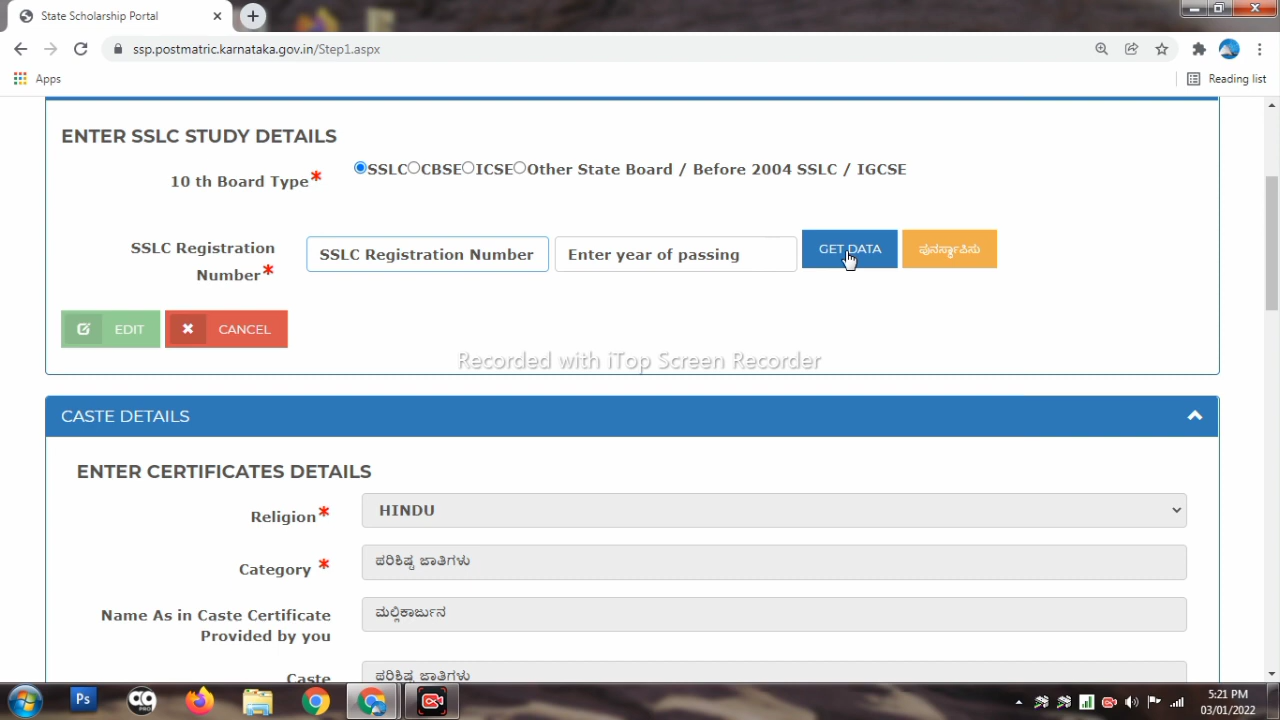 State Scholarship Portal
ssp.postmatric.karnataka.gov.in/Step1.aspx
Apps
Reading list
ENTER SSLC STUDY DETAILS
10 th Board Type*
SSLC CBSE ICSE Other State Board / Before 2004 SSLC / IGCSE
SSLC Registration
Number*
SSLC Registration Number
Enter year of passing
GET DATA
ಪುನರ್ಸ್ಥಾಪಿಸು
EDIT
CANCEL
Recorded with iTop Screen Recorder
CASTE DETAILS
ENTER CERTIFICATES DETAILS
Religion*
HINDU
Category *
ಪರಿಶಿಷ್ಟ ಜಾತಿಗಳು
Name As in Caste Certificate
Provided by you
ಮಲ್ಲಿಕಾರ್ಜುನ
Caste
ಪರಿಶಿಷ್ಟ ಜಾತಿಗಳು
Ps
PRO
5:21 PM
03/01/2022